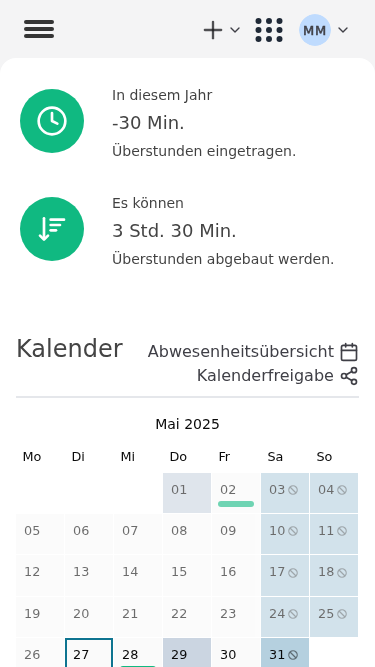 MM
In diesem Jahr
-30 Min.
Überstunden eingetragen.
Es können
3 Std. 30 Min.
Überstunden abgebaut werden.
Kalender
Abwesenheitsübersicht
Kalenderfreigabe
Mai 2025
Mo Di Mi Do Fr Sa So
01 02 03 04
05 06 07 08 09 10 11
12 13 14 15 16 17 18
19 20 21 22 23 24 25
26 27 28 29 30 31